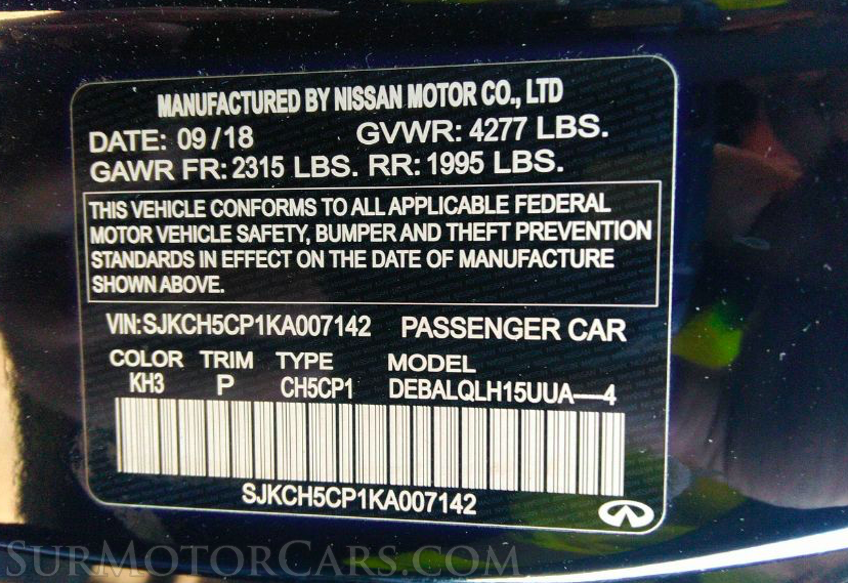 MANUFACTURED BY NISSAN MOTOR CO., LTD
DATE: 09/18 GVWR: 4277 LBS.
GAWR FR: 2315 LBS. RR: 1995 LBS.
THIS VEHICLE CONFORMS TO ALL APPLICABLE FEDERAL
MOTOR VEHICLE SAFETY, BUMPER AND THEFT PREVENTION
STANDARDS IN EFFECT ON THE DATE OF MANUFACTURE
SHOWN ABOVE.
VIN: SJKCH5CP1KA007142 PASSENGER CAR
COLOR TRIM TYPE MODEL
KH3 P CH5CP1 DEBALQLH15UUA—4
SJKCH5CP1KA007142
SURMOTORCARS.COM